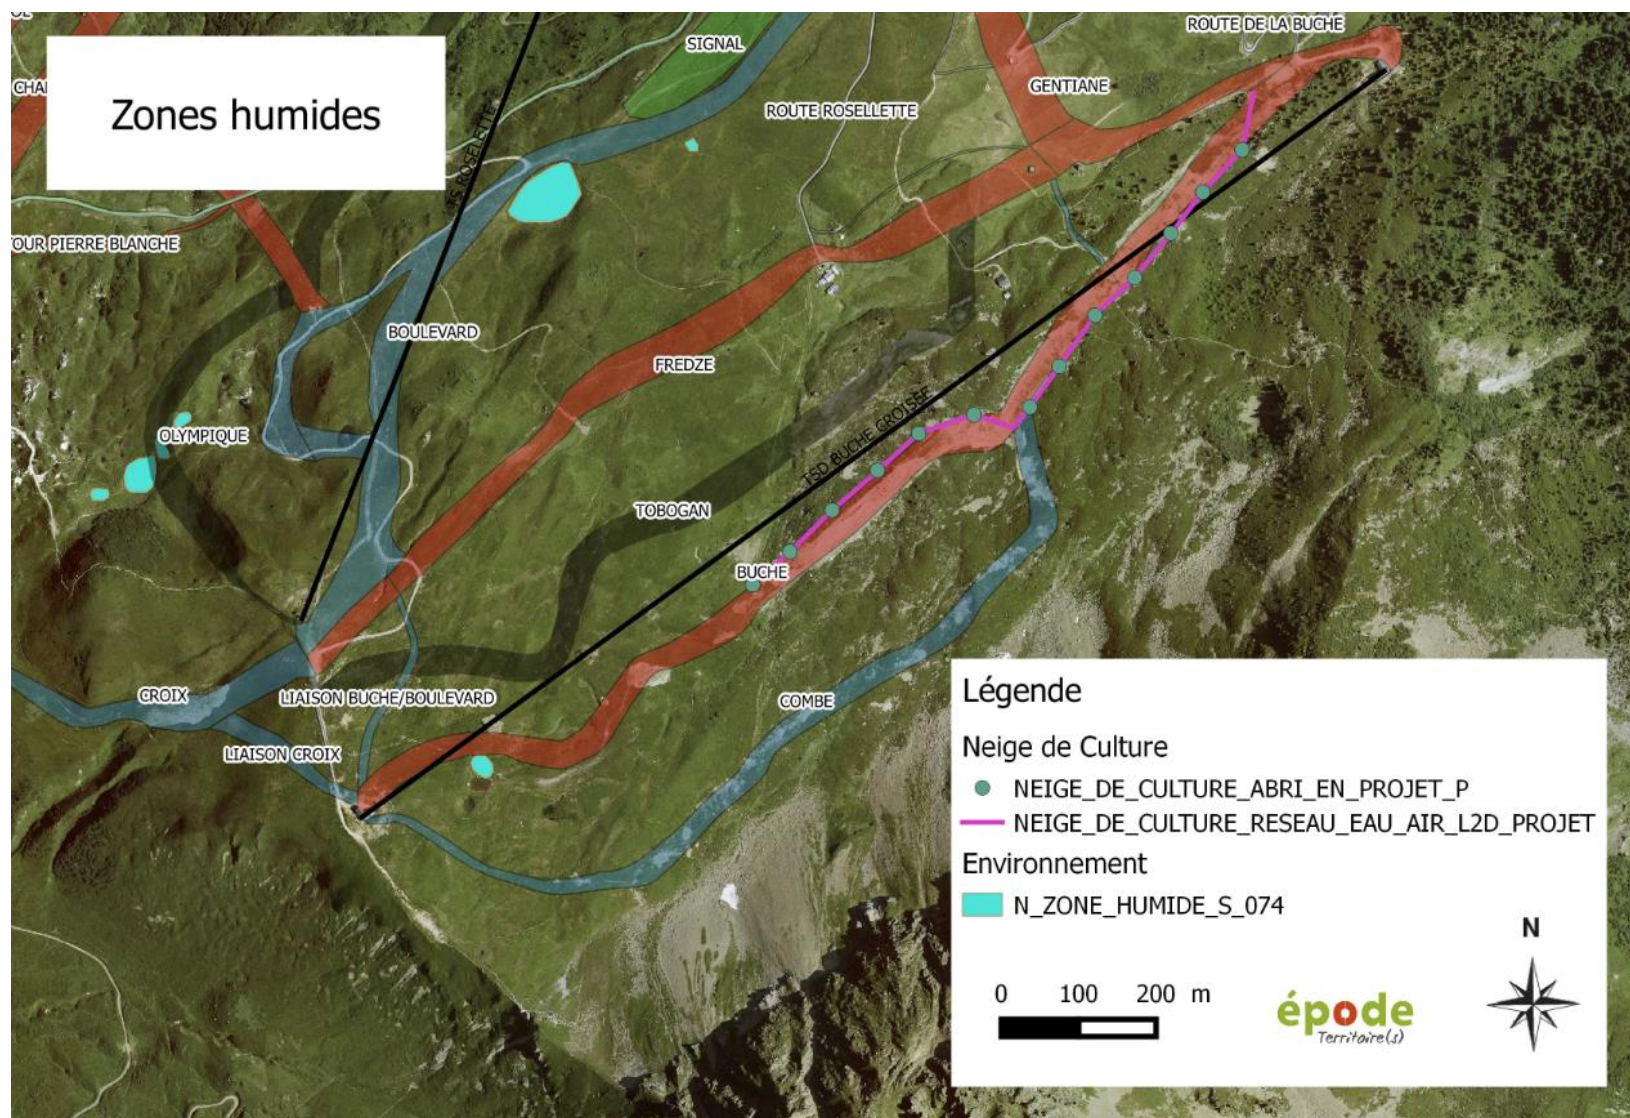 SIGNAL
ROUTE DE LA BUCHE
CHA
Zones humides
GENTIANE
ROUTE ROSELLETTE
ROSELETTE
OUR PIERRE BLANCHE
BOULEVARD
FREDZE
OLYMPIQUE
TSD BUCHE CROISEE
TOBOGAN
BUCHE
CROIX
LIAISON BUCHE/BOULEVARD
COMBE
LIAISON CROIX
Légende
Neige de Culture
NEIGE_DE_CULTURE_ABRI_EN_PROJET_P
NEIGE_DE_CULTURE_RESEAU_EAU_AIR_L2D_PROJET
Environnement
N_ZONE_HUMIDE_S_074
N
0 100 200 m
épode
Territoire(s)